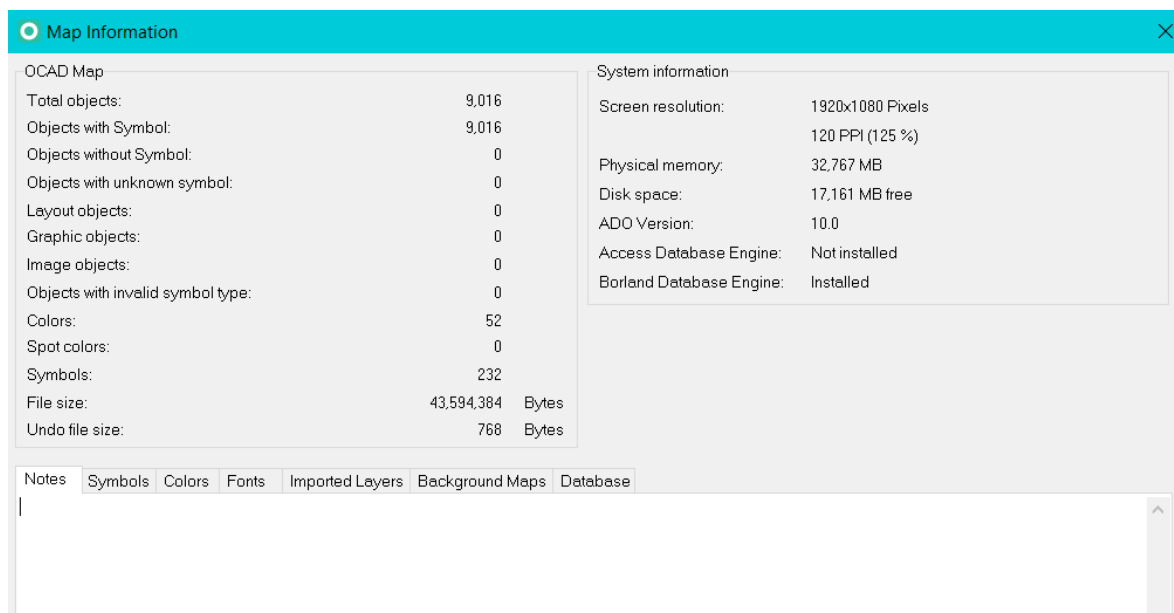 Map Information
OCAD Map
Total objects: 9,016
Objects with Symbol: 9,016
Objects without Symbol: 0
Objects with unknown symbol: 0
Layout objects: 0
Graphic objects: 0
Image objects: 0
Objects with invalid symbol type: 0
Colors: 52
Spot colors: 0
Symbols: 232
File size: 43,594,384 Bytes
Undo file size: 768 Bytes
System information
Screen resolution: 1920x1080 Pixels
120 PPI (125 %)
Physical memory: 32,767 MB
Disk space: 17,161 MB free
ADO Version: 10.0
Access Database Engine: Not installed
Borland Database Engine: Installed
Notes Symbols Colors Fonts Imported Layers Background Maps Database